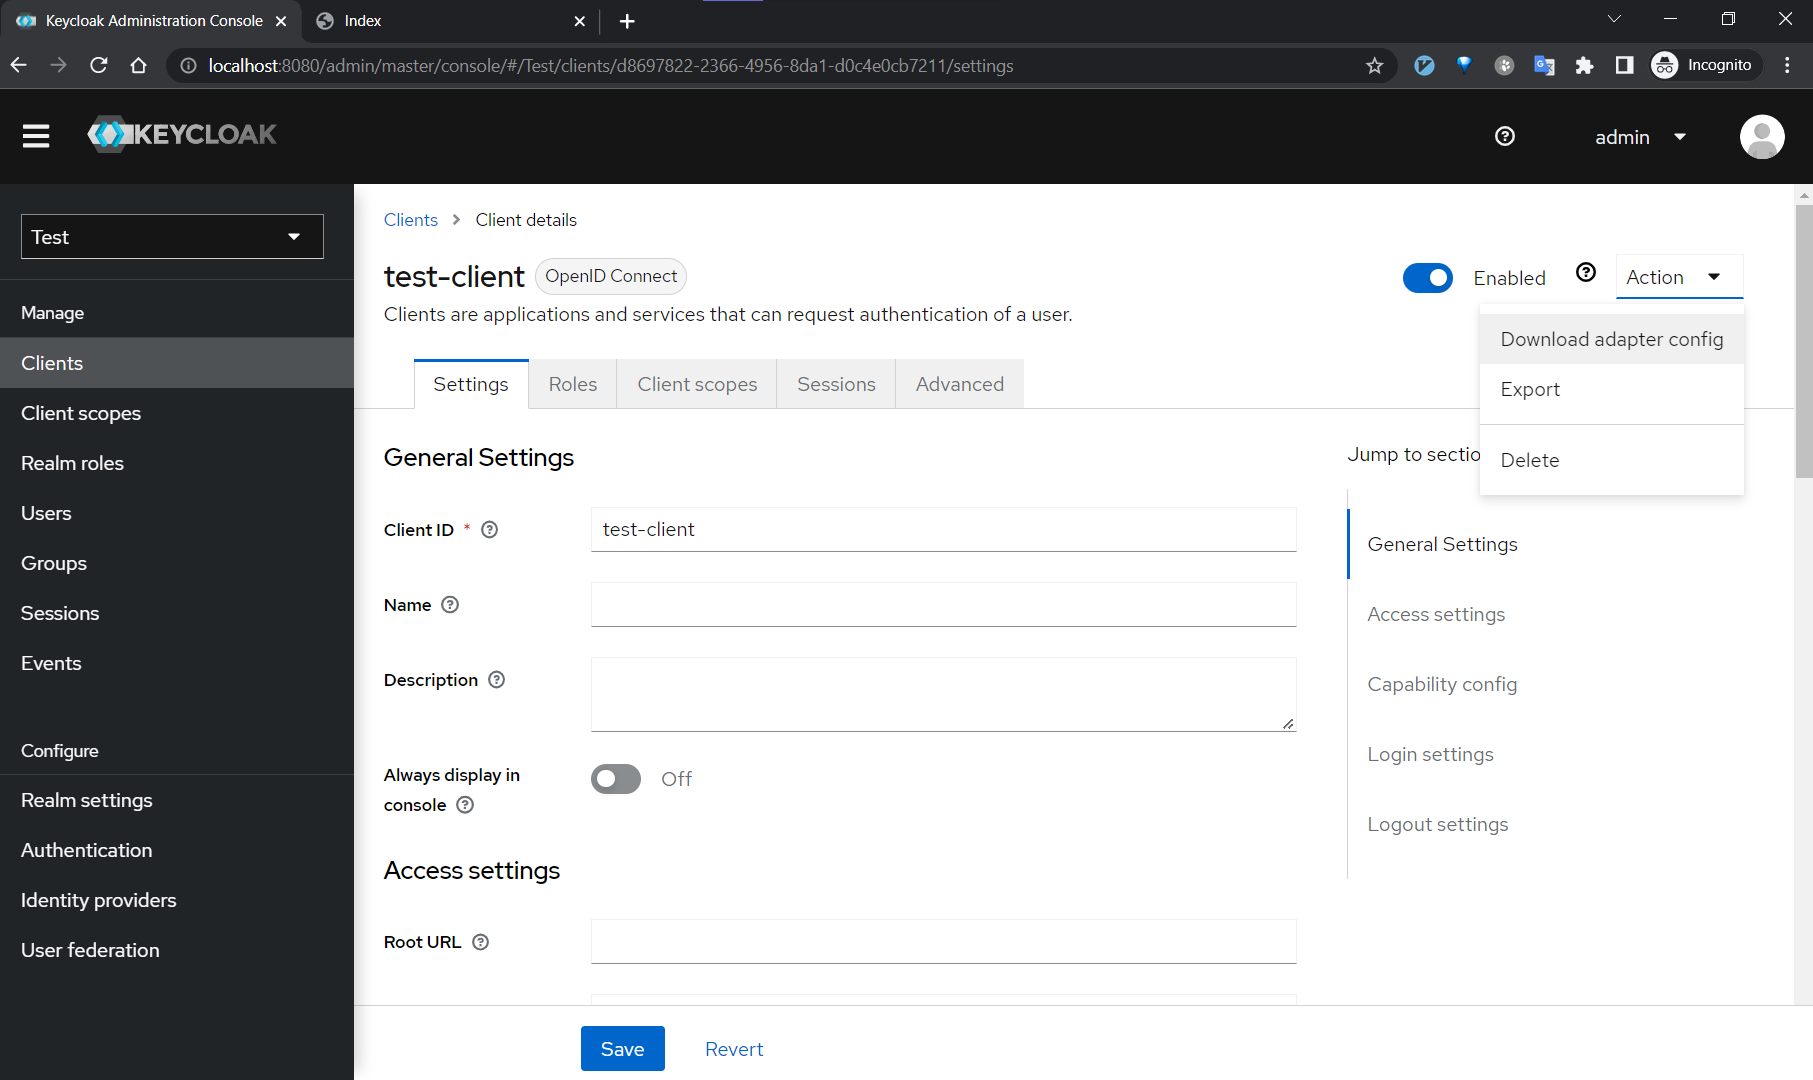 Keycloak Administration Console
Index
localhost:8080/admin/master/console/#/Test/clients/d8697822-2366-4956-8da1-d0c4e0cb7211/settings
Incognito
KEYCLOAK
admin
Test
Manage
Clients
Client scopes
Realm roles
Users
Groups
Sessions
Events
Configure
Realm settings
Authentication
Identity providers
User federation
Clients > Client details
test-client OpenID Connect
Enabled
Action
Clients are applications and services that can request authentication of a user.
Download adapter config
Export
Delete
Settings Roles Client scopes Sessions Advanced
General Settings
Client ID *
test-client
Name
Description
Always display in
console
Off
Access settings
Root URL
Jump to sectio
General Settings
Access settings
Capability config
Login settings
Logout settings
Save Revert